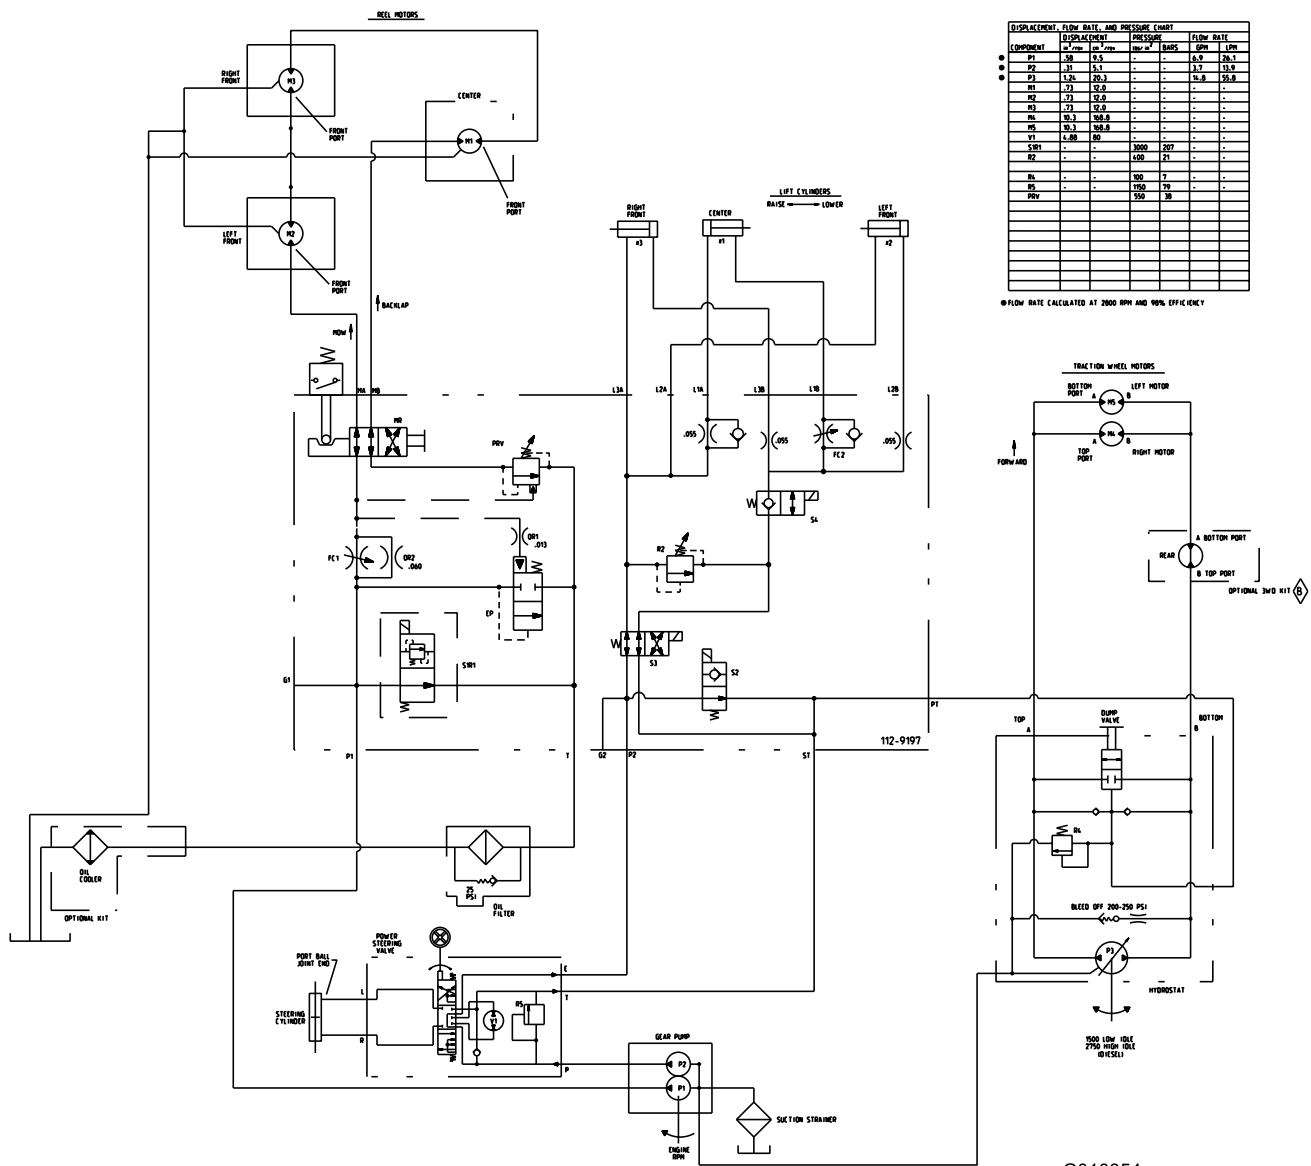 REEL MOTORS
RIGHT FRONT
M3
FRONT PORT
CENTER
M1
FRONT PORT
LEFT FRONT
M2
FRONT PORT
BACKLAP
MOW
DISPLACEMENT, FLOW RATE, AND PRESSURE CHART
DISPLACEMENT PRESSURE FLOW RATE
COMPONENT in³/rev cm³/rev lbs/in² BARS GPM LPM
P1 .58 9.5 - - 6.9 26.1
P2 .31 5.1 - - 3.7 13.9
P3 1.24 20.3 - - 14.8 55.8
M1 .73 12.0 - - - -
M2 .73 12.0 - - - -
M3 .73 12.0 - - - -
M4 10.3 168.8 - - - -
M5 10.3 168.8 - - - -
V1 4.88 80 - - - -
S1R1 - - 3000 207 - -
R2 - - 400 21 - -
R4 - - 100 7 - -
R5 - - 1150 79 - -
PRV 550 38
● FLOW RATE CALCULATED AT 2800 RPM AND 98% EFFICIENCY
LIFT CYLINDERS
RAISE LOWER
RIGHT FRONT
#3
CENTER
#1
LEFT FRONT
#2
MA MB
L3A L2A L1A L3B L1B L2B
MR
PRV
.055
.055
FC2
.055
S4
FC1
OR2
.060
OR1
.013
EP
R2
S3
S2
S1R1
G1
P1
T
G2
P2
ST
PT
112-9197
TRACTION WHEEL MOTORS
BOTTOM PORT
A M5 B
LEFT MOTOR
A M4 B
TOP PORT
RIGHT MOTOR
FORWARD
A BOTTOM PORT
REAR
B TOP PORT
OPTIONAL 3WD KIT B
TOP
A
DUMP VALVE
BOTTOM
B
R4
BLEED OFF 200-250 PSI
P3
HYDROSTAT
1500 LOW IDLE
2750 HIGH IDLE
(DIESEL)
OIL COOLER
OPTIONAL KIT
25 PSI
OIL FILTER
POWER STEERING VALVE
PORT BALL JOINT END
L
STEERING CYLINDER
R
V1
R5
E
T
P
GEAR PUMP
P2
P1
ENGINE RPM
SUCTION STRAINER